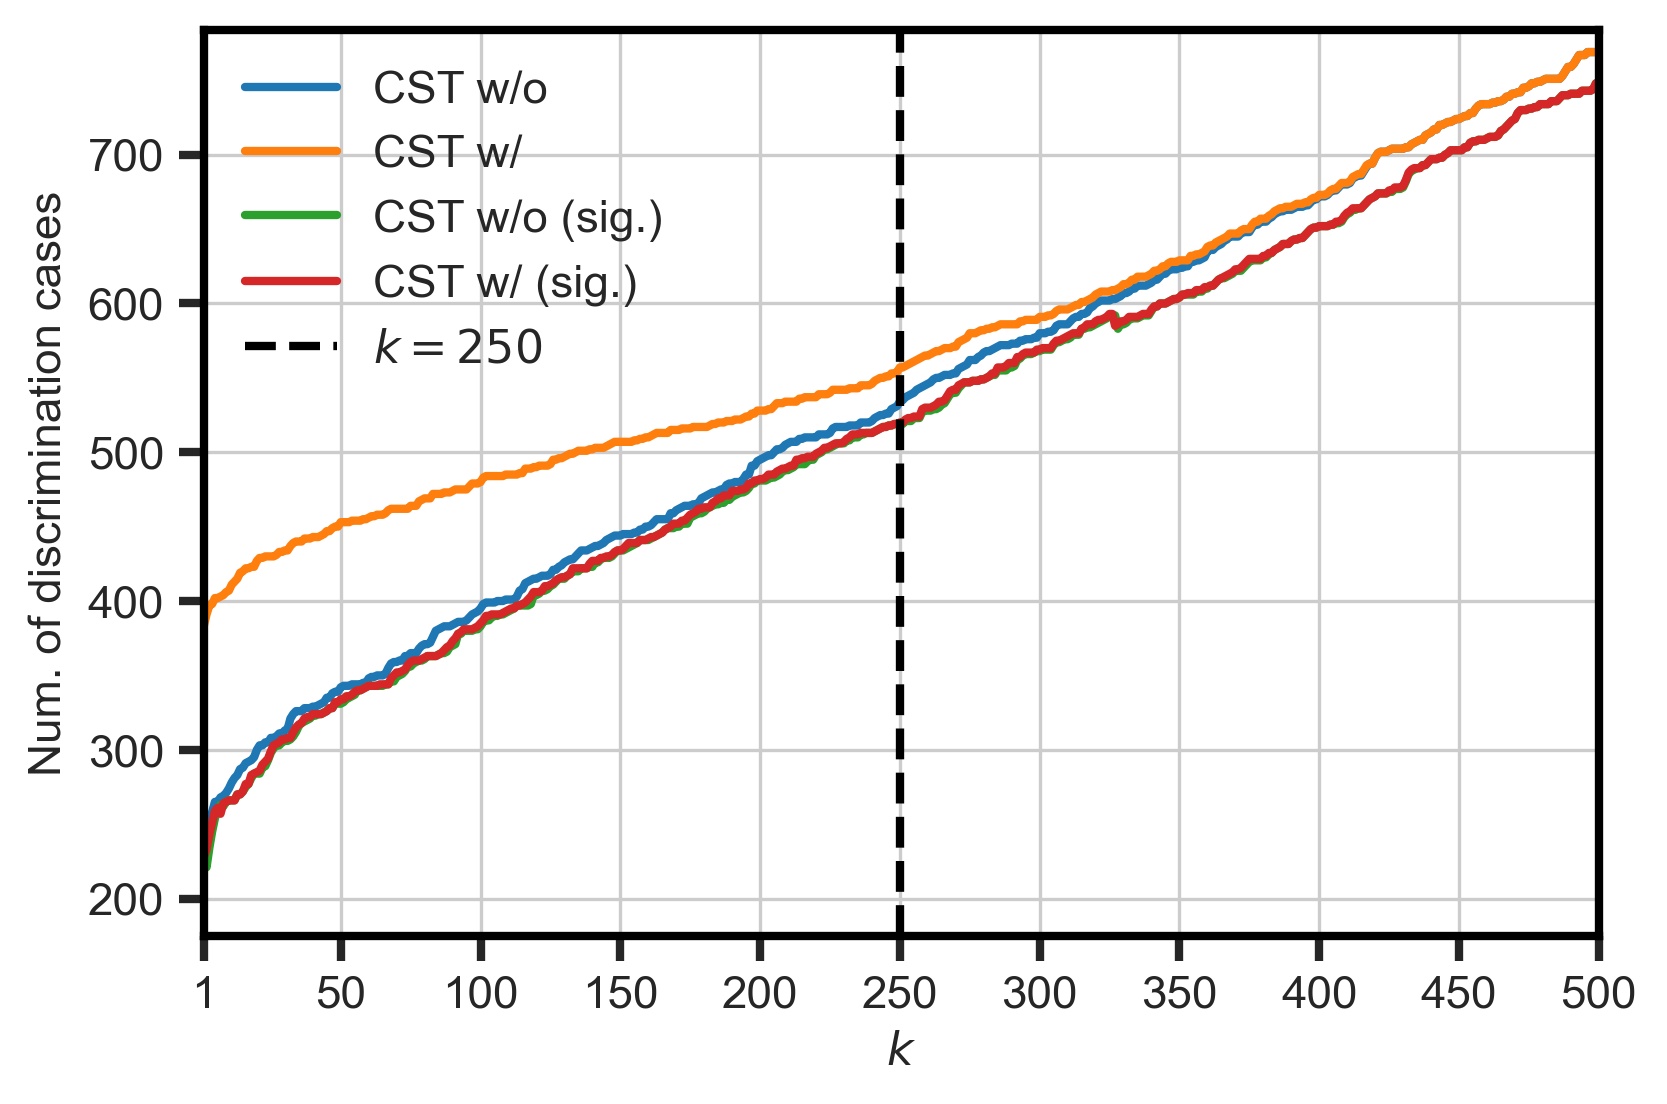 CST w/o
CST w/
CST w/o (sig.)
CST w/ (sig.)
k = 250
Num. of discrimination cases
700
600
500
400
300
200
1 50 100 150 200 250 300 350 400 450 500
k